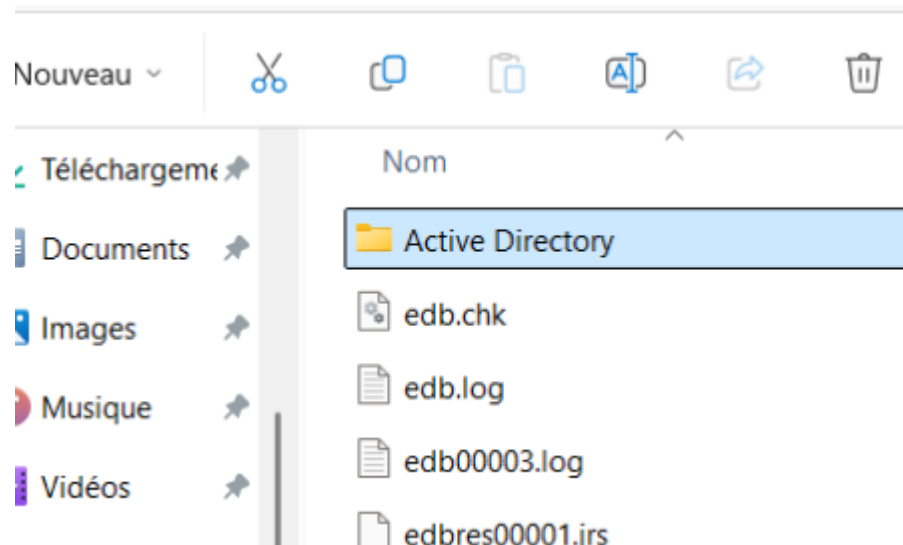 Nouveau
Téléchargeme
Documents
Images
Musique
Vidéos
Nom
Active Directory
edb.chk
edb.log
edb00003.log
edbres00001.jrs